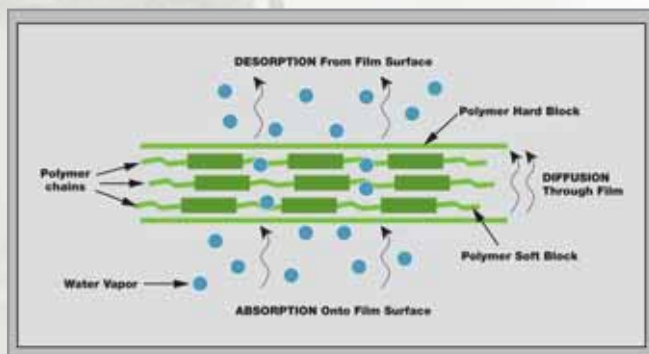 DESORPTION From Film Surface
Polymer Hard Block
Polymer
chains
DIFFUSION
Through Film
Polymer Soft Block
Water Vapor
ABSORPTION Onto Film Surface